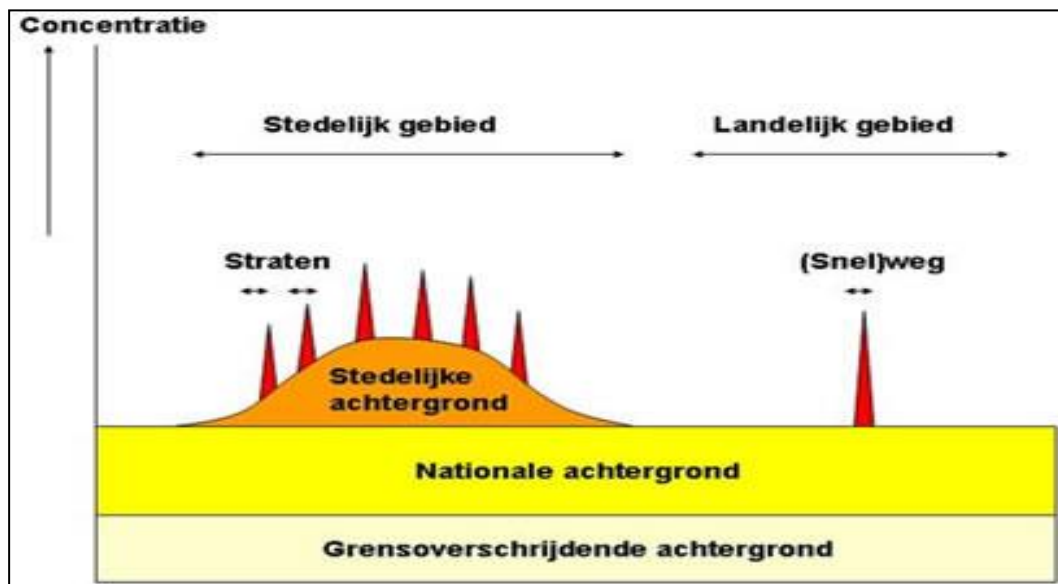 Concentratie
Stedelijk gebied
Landelijk gebied
Straten
(Snel)weg
Stedelijke
achtergrond
Nationale achtergrond
Grensoverschrijdende achtergrond